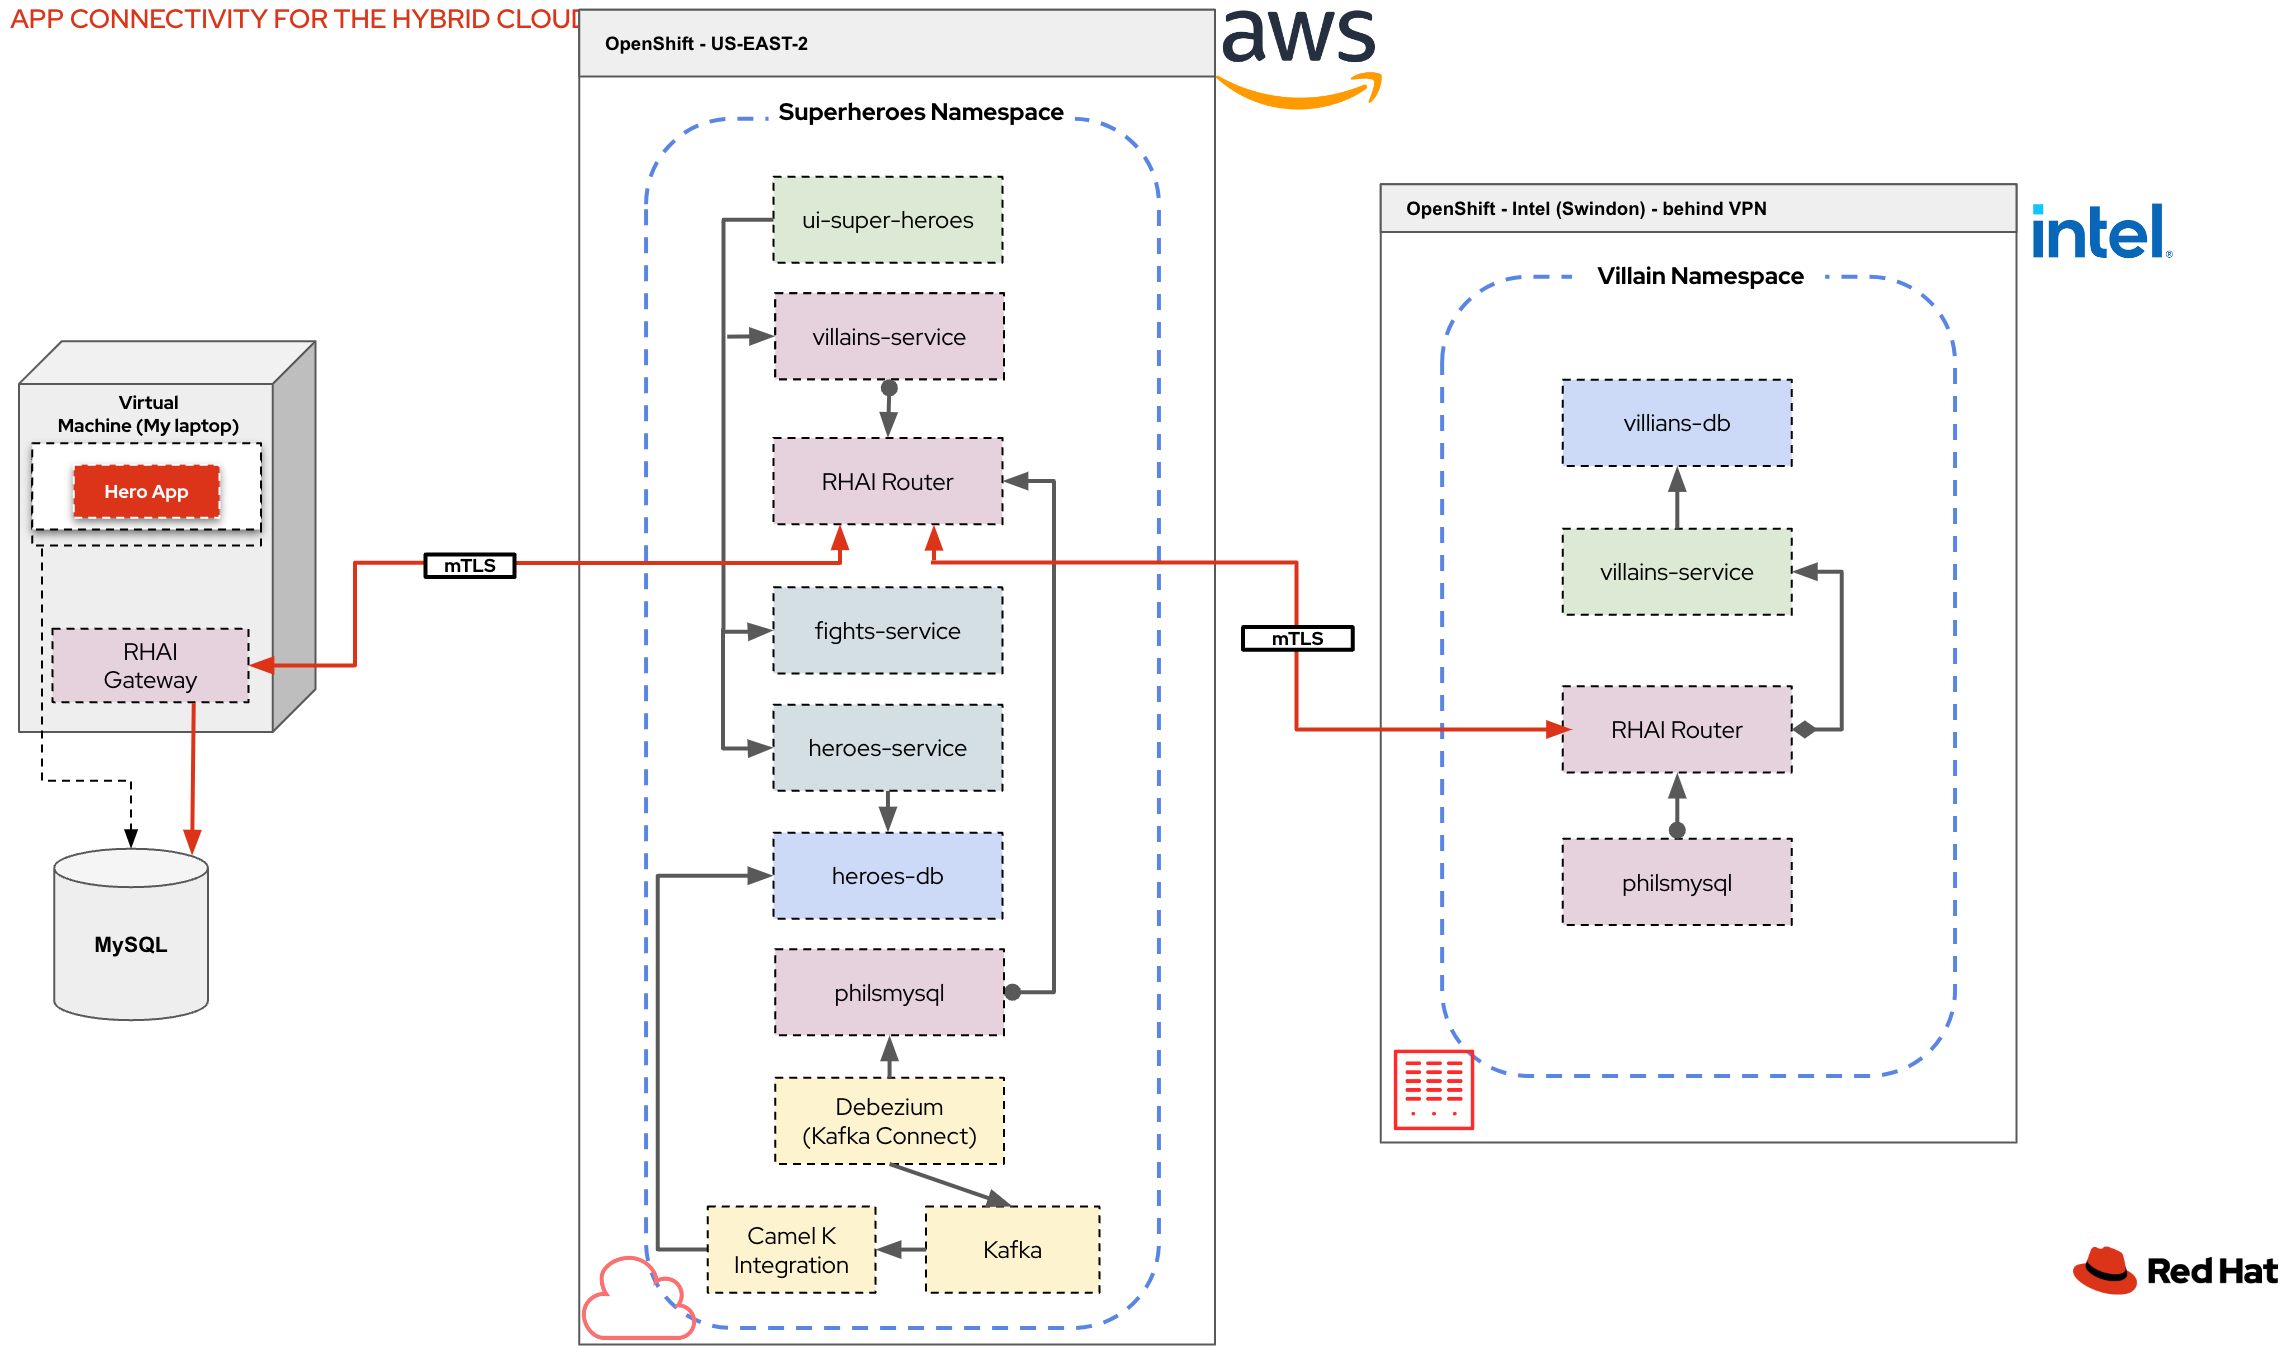 APP CONNECTIVITY FOR THE HYBRID CLOUD
OpenShift - US-EAST-2
aws
Superheroes Namespace
ui-super-heroes
villains-service
RHAI Router
fights-service
heroes-service
heroes-db
philsmysql
Debezium
(Kafka Connect)
Camel K
Integration
Kafka
Virtual
Machine (My laptop)
Hero App
RHAI
Gateway
MySQL
mTLS
mTLS
OpenShift - Intel (Swindon) - behind VPN
intel®
Villain Namespace
villians-db
villains-service
RHAI Router
philsmysql
Red Hat